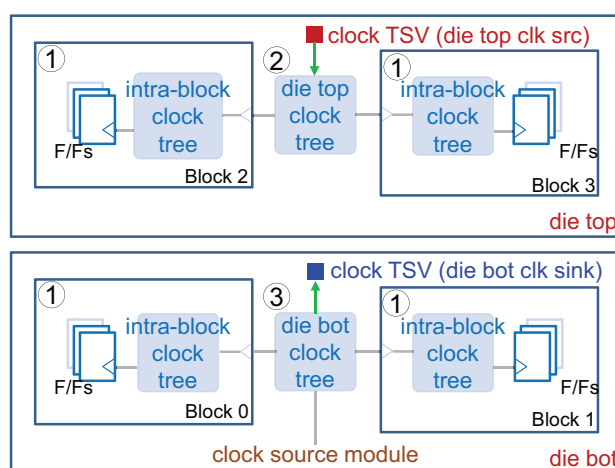 clock TSV (die top clk src)
1
intra-block
clock
tree
F/Fs
Block 2
2
die top
clock
tree
1
intra-block
clock
tree
F/Fs
Block 3
die top
clock TSV (die bot clk sink)
1
intra-block
clock
tree
F/Fs
Block 0
3
die bot
clock
tree
1
intra-block
clock
tree
F/Fs
Block 1
clock source module
die bot